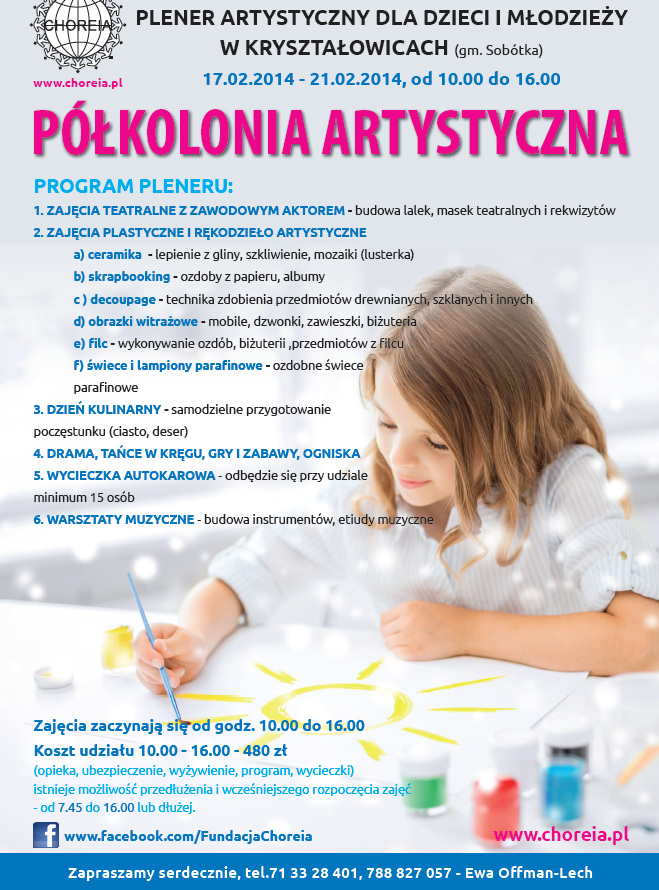 CHOREIA
www.choreia.pl
PLENER ARTYSTYCZNY DLA DZIECI I MŁODZIEŻY
W KRYSZTAŁOWICACH (gm. Sobótka)
17.02.2014 - 21.02.2014, od 10.00 do 16.00
PÓŁKOLONIA ARTYSTYCZNA
PROGRAM PLENERU:
1. ZAJĘCIA TEATRALNE Z ZAWODOWYM AKTOREM - budowa lalek, masek teatralnych i rekwizytów
2. ZAJĘCIA PLASTYCZNE I RĘKODZIEŁO ARTYSTYCZNE
a) ceramika - lepienie z gliny, szkliwienie, mozaiki (lusterka)
b) skrapbooking - ozdoby z papieru, albumy
c ) decoupage - technika zdobienia przedmiotów drewnianych, szklanych i innych
d) obrazki witrażowe - mobile, dzwonki, zawieszki, biżuteria
e) filc - wykonywanie ozdób, biżuterii ,przedmiotów z filcu
f) świece i lampiony parafinowe - ozdobne świece
parafinowe
3. DZIEŃ KULINARNY - samodzielne przygotowanie
poczęstunku (ciasto, deser)
4. DRAMA, TAŃCE W KRĘGU, GRY I ZABAWY, OGNISKA
5. WYCIECZKA AUTOKAROWA - odbędzie się przy udziale
minimum 15 osób
6. WARSZTATY MUZYCZNE - budowa instrumentów, etiudy muzyczne
Zajęcia zaczynają się od godz. 10.00 do 16.00
Koszt udziału 10.00 - 16.00 - 480 zł
(opieka, ubezpieczenie, wyżywienie, program, wycieczki)
istnieje możliwość przedłużenia i wcześniejszego rozpoczęcia zajęć
- od 7.45 do 16.00 lub dłużej.
f www.facebook.com/FundacjaChoreia
www.choreia.pl
Zapraszamy serdecznie, tel.71 33 28 401, 788 827 057 - Ewa Offman-Lech